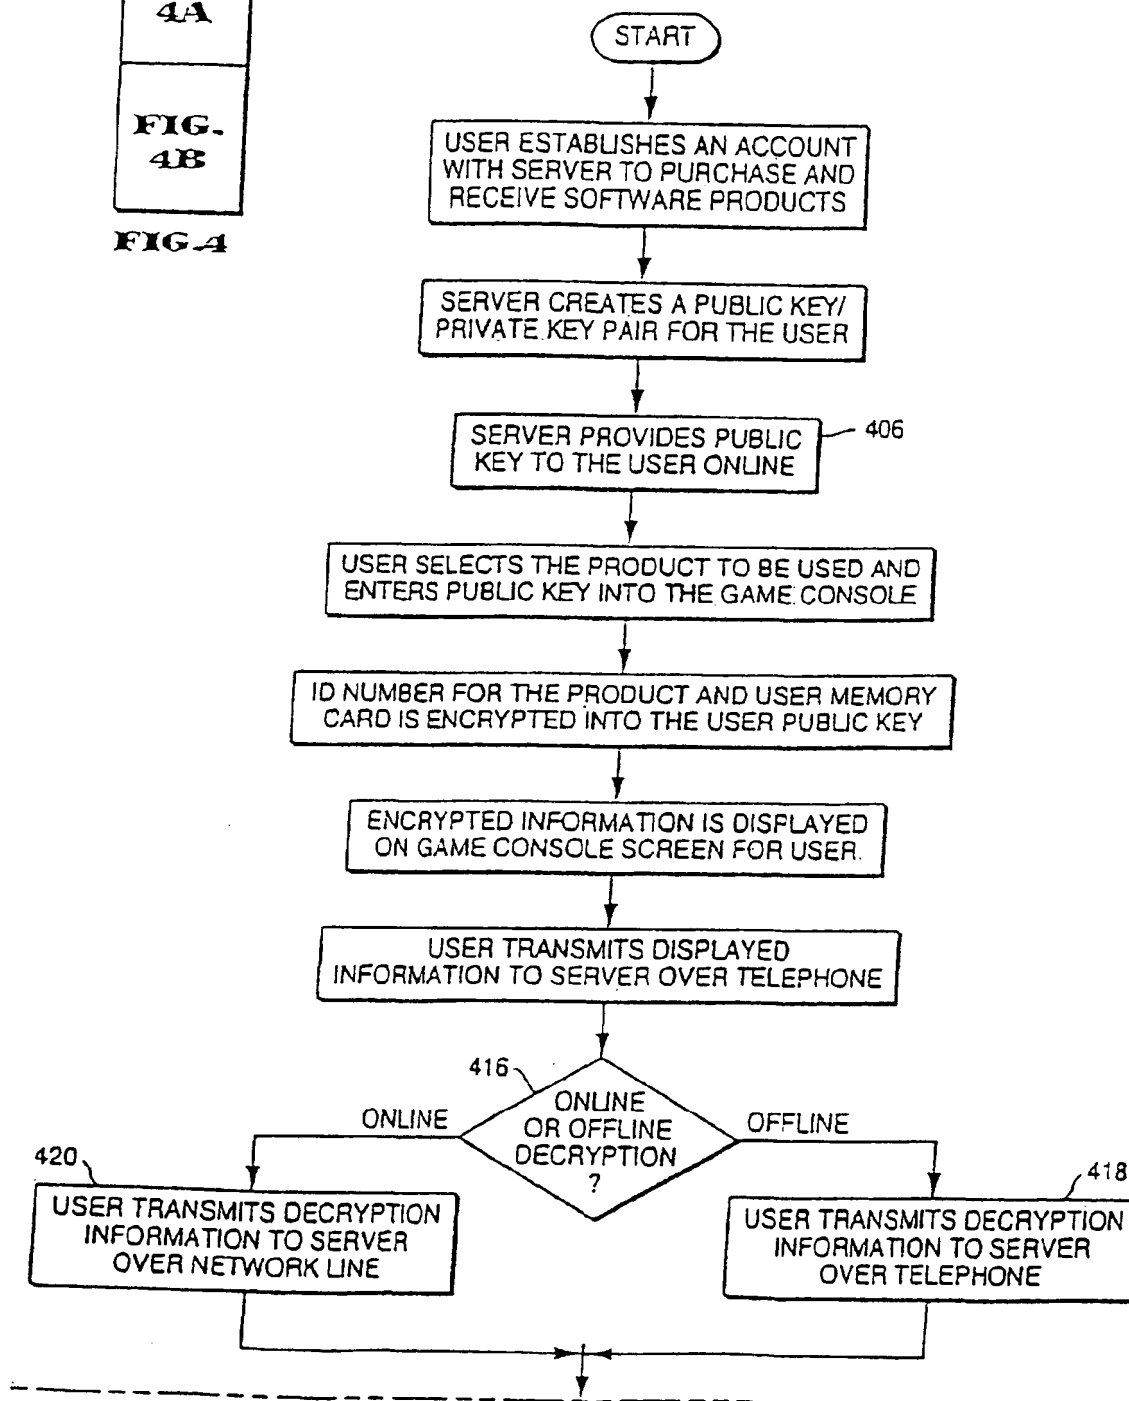 4A
FIG.
4B
FIG.4
START
USER ESTABLISHES AN ACCOUNT
WITH SERVER TO PURCHASE AND
RECEIVE SOFTWARE PRODUCTS
SERVER CREATES A PUBLIC KEY/
PRIVATE KEY PAIR FOR THE USER
SERVER PROVIDES PUBLIC
KEY TO THE USER ONLINE
406
USER SELECTS THE PRODUCT TO BE USED AND
ENTERS PUBLIC KEY INTO THE GAME CONSOLE
ID NUMBER FOR THE PRODUCT AND USER MEMORY
CARD IS ENCRYPTED INTO THE USER PUBLIC KEY
ENCRYPTED INFORMATION IS DISPLAYED
ON GAME CONSOLE SCREEN FOR USER.
USER TRANSMITS DISPLAYED
INFORMATION TO SERVER OVER TELEPHONE
416
ONLINE
OR OFFLINE
DECRYPTION
?
ONLINE
OFFLINE
420
USER TRANSMITS DECRYPTION
INFORMATION TO SERVER
OVER NETWORK LINE
418
USER TRANSMITS DECRYPTION
INFORMATION TO SERVER
OVER TELEPHONE